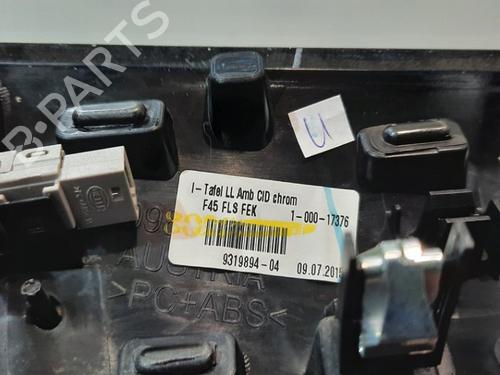 B-PARTS
U
I- Tafel LL Amb CID chrom
F45 FLS FEK 1-000-17376
9319894-04 09.07.2015
AUSTRIA
>PC+ABS<